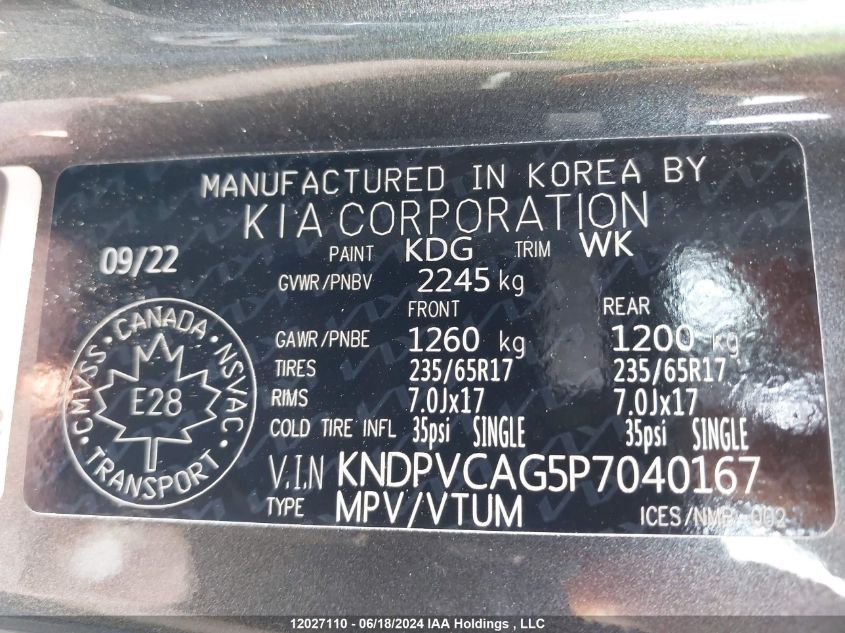 MANUFACTURED IN KOREA BY
KIA CORPORATION
09/22
PAINT KDG TRIM WK
GVWR/PNBV 2245 kg
FRONT REAR
GAWR/PNBE 1260 kg 1200 kg
TIRES 235/65R17 235/65R17
RIMS 7.0Jx17 7.0Jx17
COLD TIRE INFL 35psi SINGLE 35psi SINGLE
V.I.N KNDPVCAG5P7040167
TYPE MPV/VTUM
ICES/NMB-002
CMVSS · CANADA · NSVAC
E28
TRANSPORT
12027110 - 06/18/2024 IAA Holdings , LLC